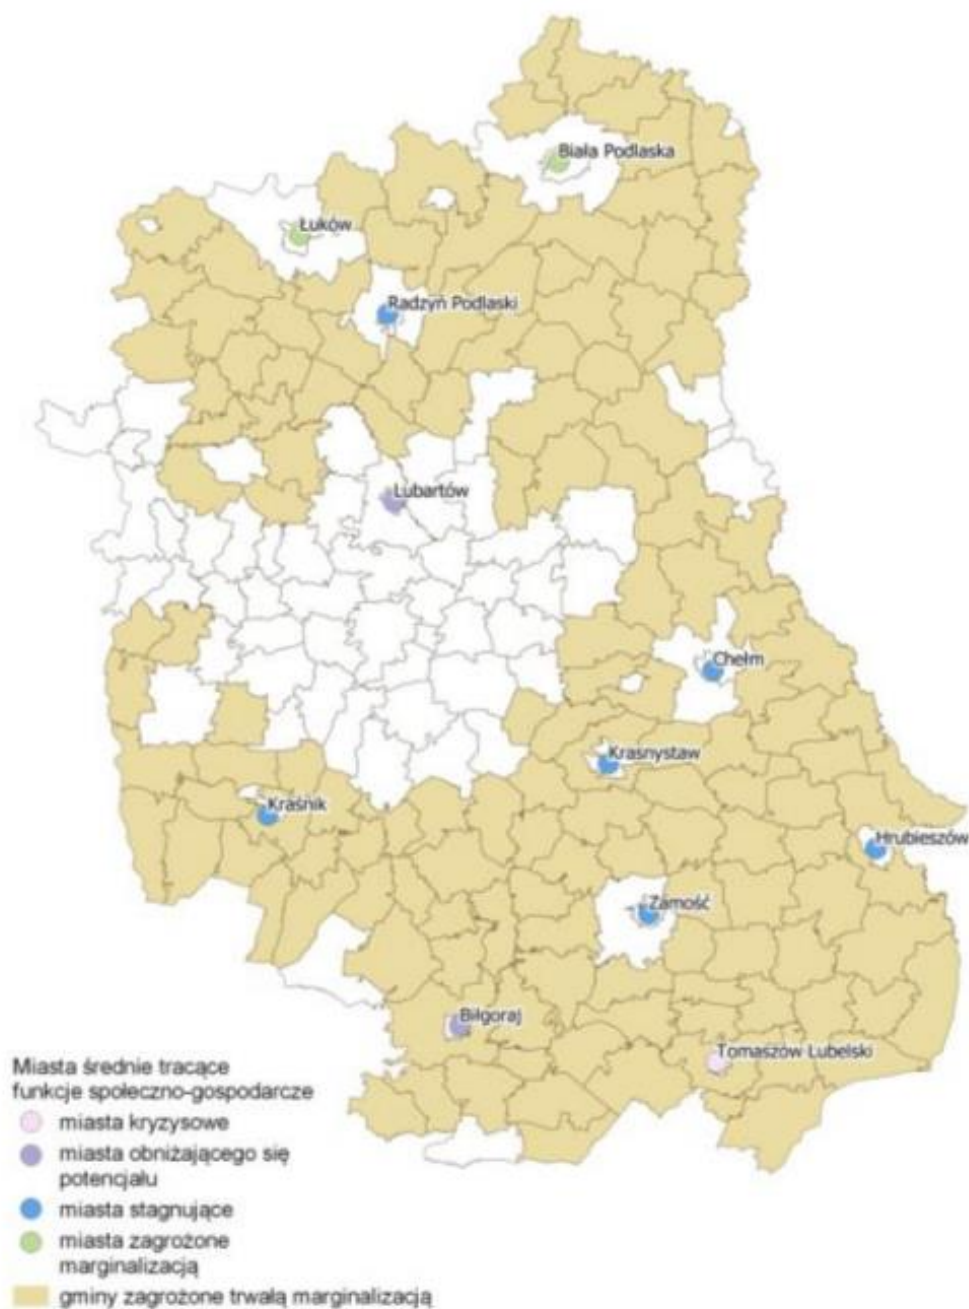 Biała Podlaska
Łuków
Radzyń Podlaski
Lubartów
Chełm
Krasnystaw
Kraśnik
Hrubieszów
Zamość
Biłgoraj
Tomaszów Lubelski
Miasta średnie tracące
funkcje społeczno-gospodarcze
miasta kryzysowe
miasta obniżającego się
potencjału
miasta stagnujące
miasta zagrożone
marginalizacją
gminy zagrożone trwałą marginalizacją